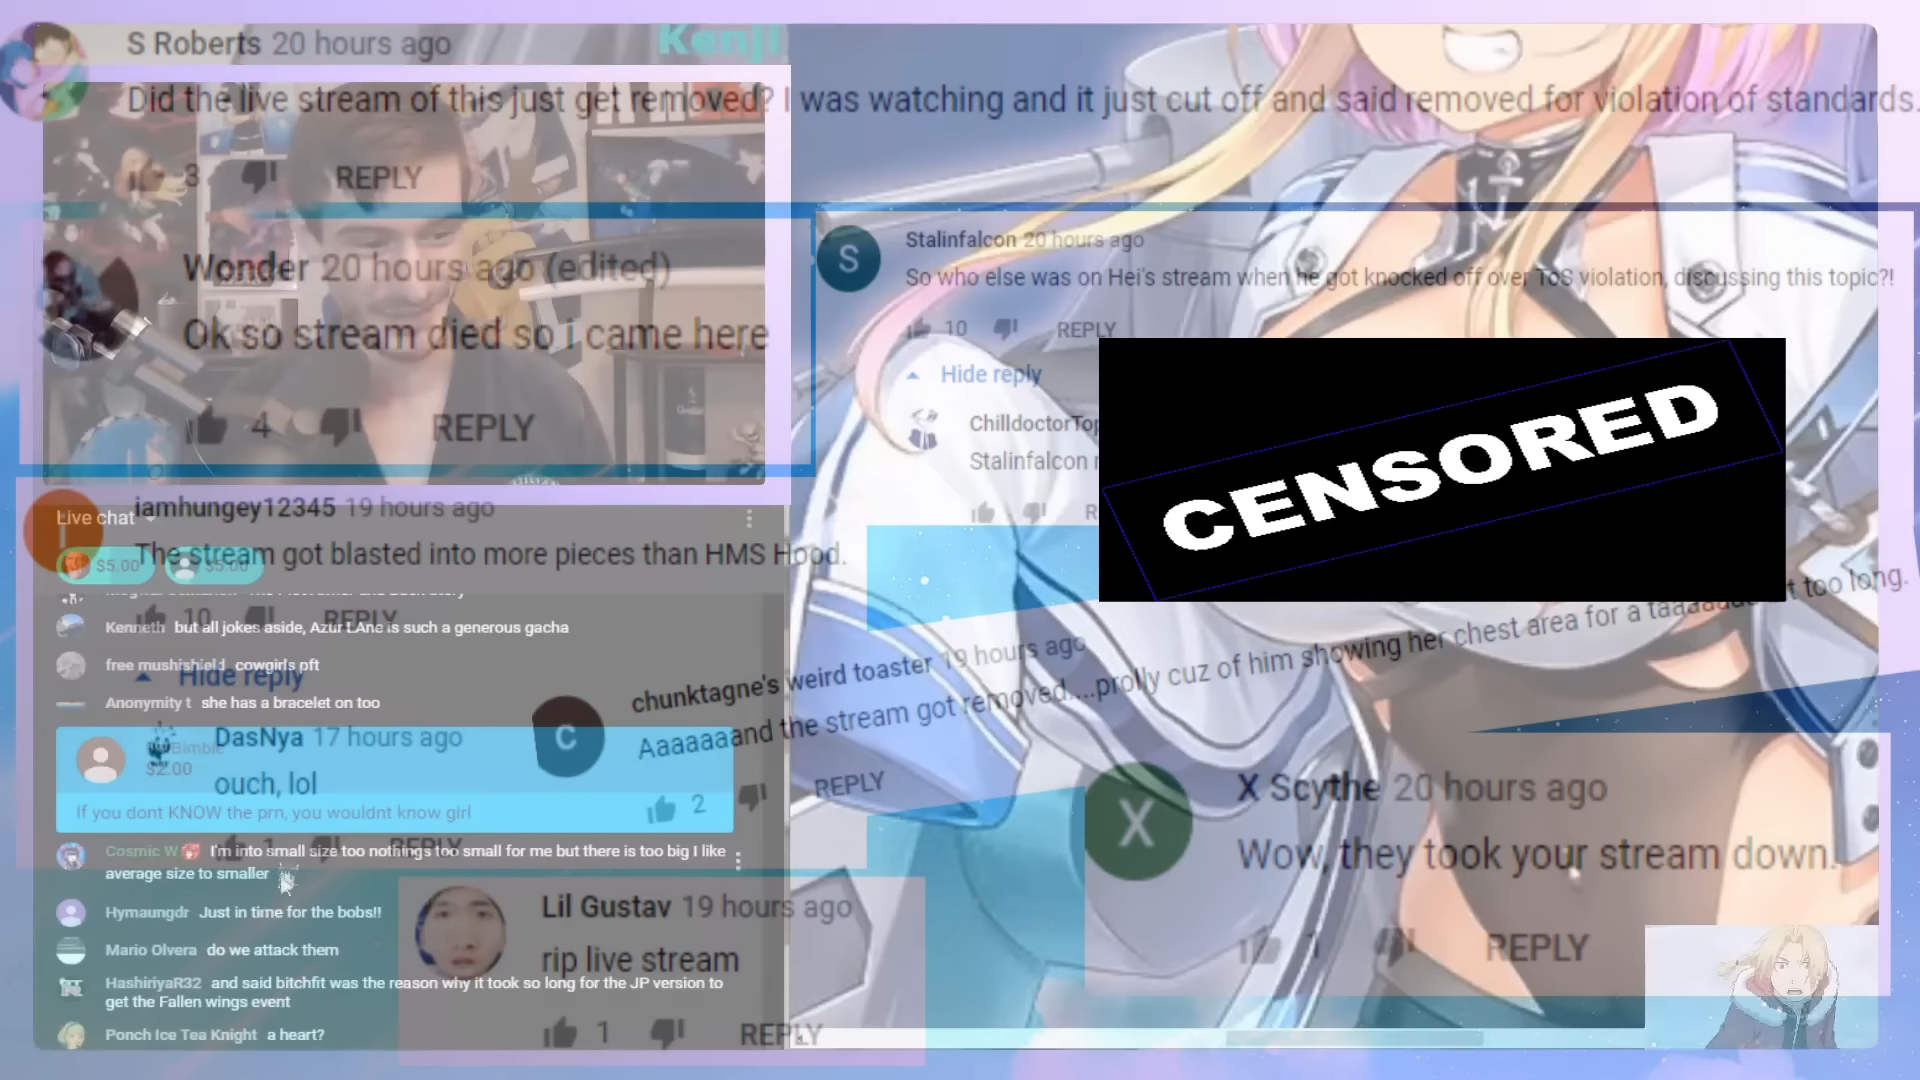 S Roberts 20 hours ago
Kenji
Did the live stream of this just get removed? I was watching and it just cut off and said removed for violation of standards.
3 REPLY
Wonder 20 hours ago (edited)
Ok so stream died so i came here
4 REPLY
S
Stalinfalcon 20 hours ago
So who else was on Hei's stream when he got knocked off over ToS violation, discussing this topic?!
10 REPLY
Hide reply
ChilldoctorTop
Stalinfalcon
CENSORED
iamhungey12345 19 hours ago
The stream got blasted into more pieces than HMS Hood.
10 REPLY
Hide reply
DasNya 17 hours ago
ouch, lol
1 REPLY
C
chunktagne's weird toaster 19 hours ago
Aaaaaaand the stream got removed....prolly cuz of him showing her chest area for a
t too long.
2 REPLY
X
X Scythe 20 hours ago
Wow, they took your stream down.
1 REPLY
Lil Gustav 19 hours ago
rip live stream
1 REPLY
Live chat
$5.00 $5.00
Kenneth but all jokes aside, Azur LAne is such a generous gacha
free mushishield cowgirls pft
Anonymity t she has a bracelet on too
Bimble
$2.00
If you dont KNOW the prn, you wouldnt know girl
Cosmic W I'm into small size too nothings too small for me but there is too big I like
average size to smaller
Hymaungdr Just in time for the bobs!!
Mario Olvera do we attack them
HashiriyaR32 and said bitchfit was the reason why it took so long for the JP version to
get the Fallen wings event
Ponch Ice Tea Knight a heart?